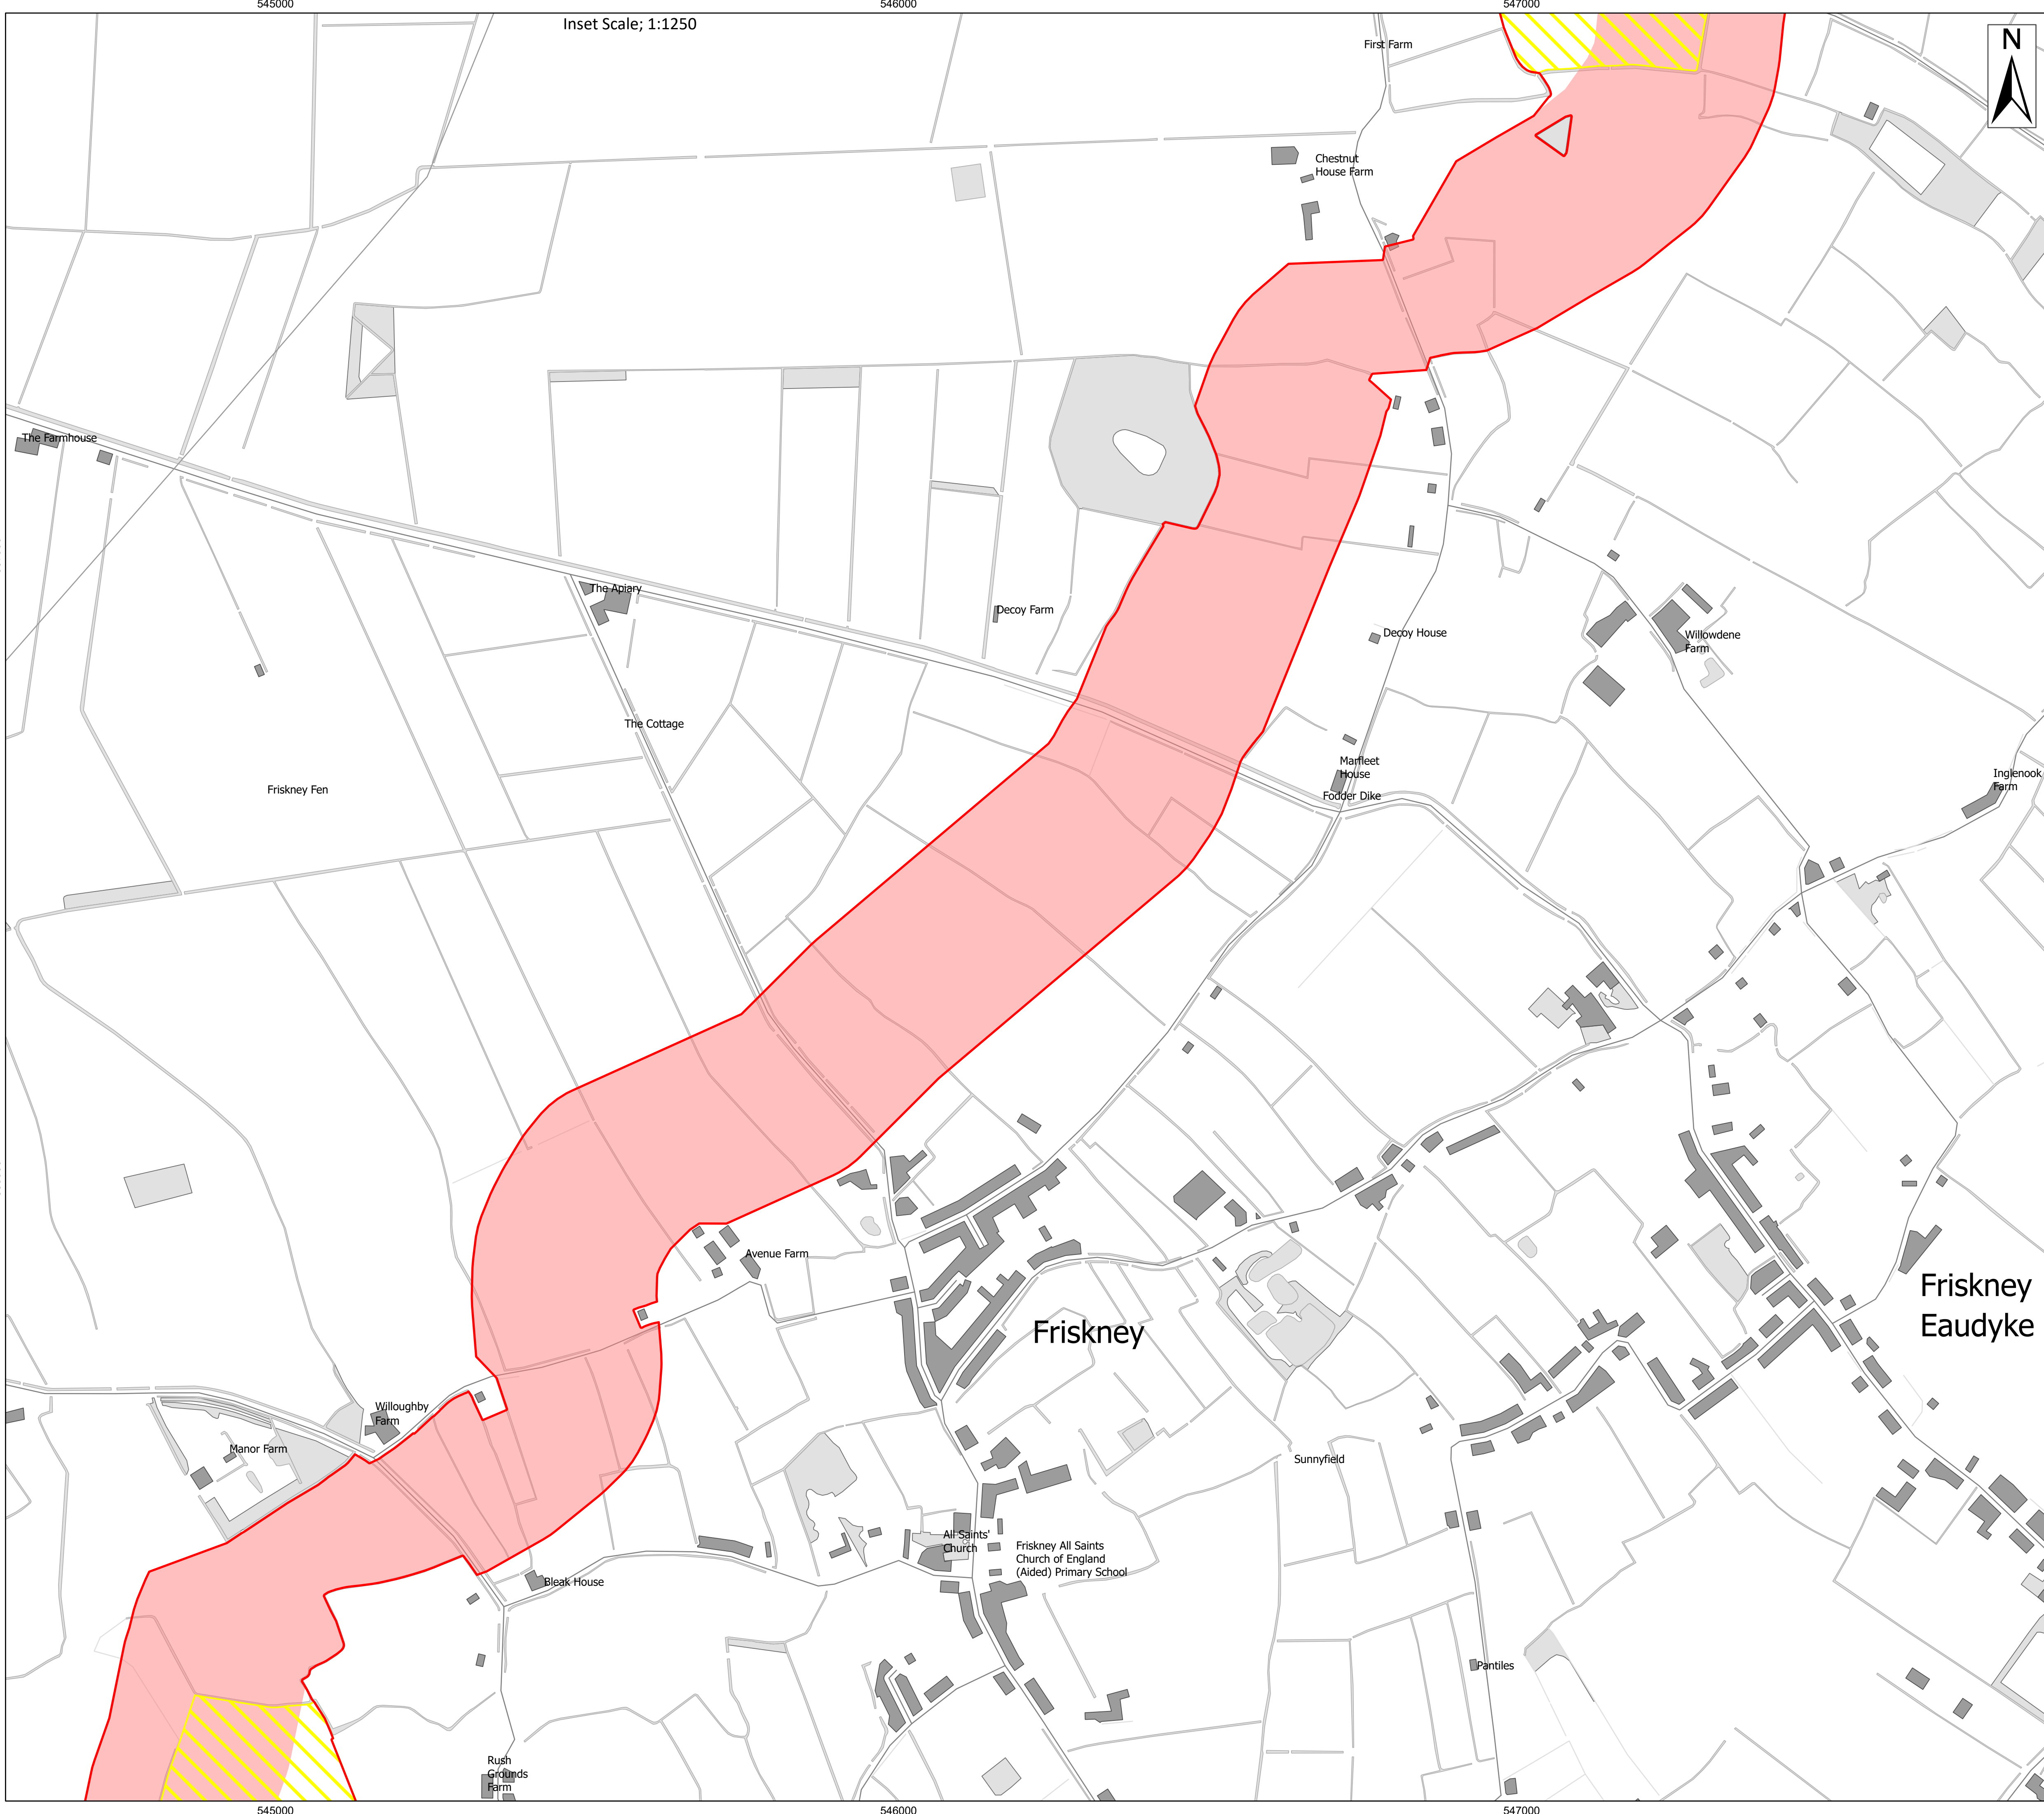 545000
546000
547000
Inset Scale; 1:1250
N
First Farm
Chestnut
House Farm
The Farmhouse
The Apiary
Decoy Farm
Decoy House
Willowdene
Farm
The Cottage
Marfleet
House
Fodder Dike
Inglenook
Farm
Friskney Fen
Avenue Farm
Friskney
Friskney
Eaudyke
Willoughby
Farm
Manor Farm
Sunnyfield
All Saints'
Church
Friskney All Saints
Church of England
(Aided) Primary School
Bleak House
Pantiles
Rush
Grounds
Farm
545000
546000
547000